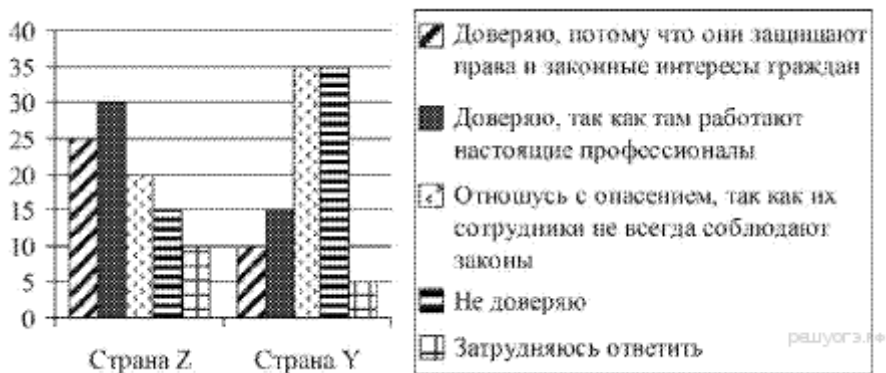 40
35
30
25
20
15
10
5
0
Страна Z Страна Y
Доверяю, потому что они защищают
права и законные интересы граждан
Доверяю, так как там работают
настоящие профессионалы
Отношусь с опасением, так как их
сотрудники не всегда соблюдают
законы
Не доверяю
Затрудняюсь ответить
решуогэ.рф